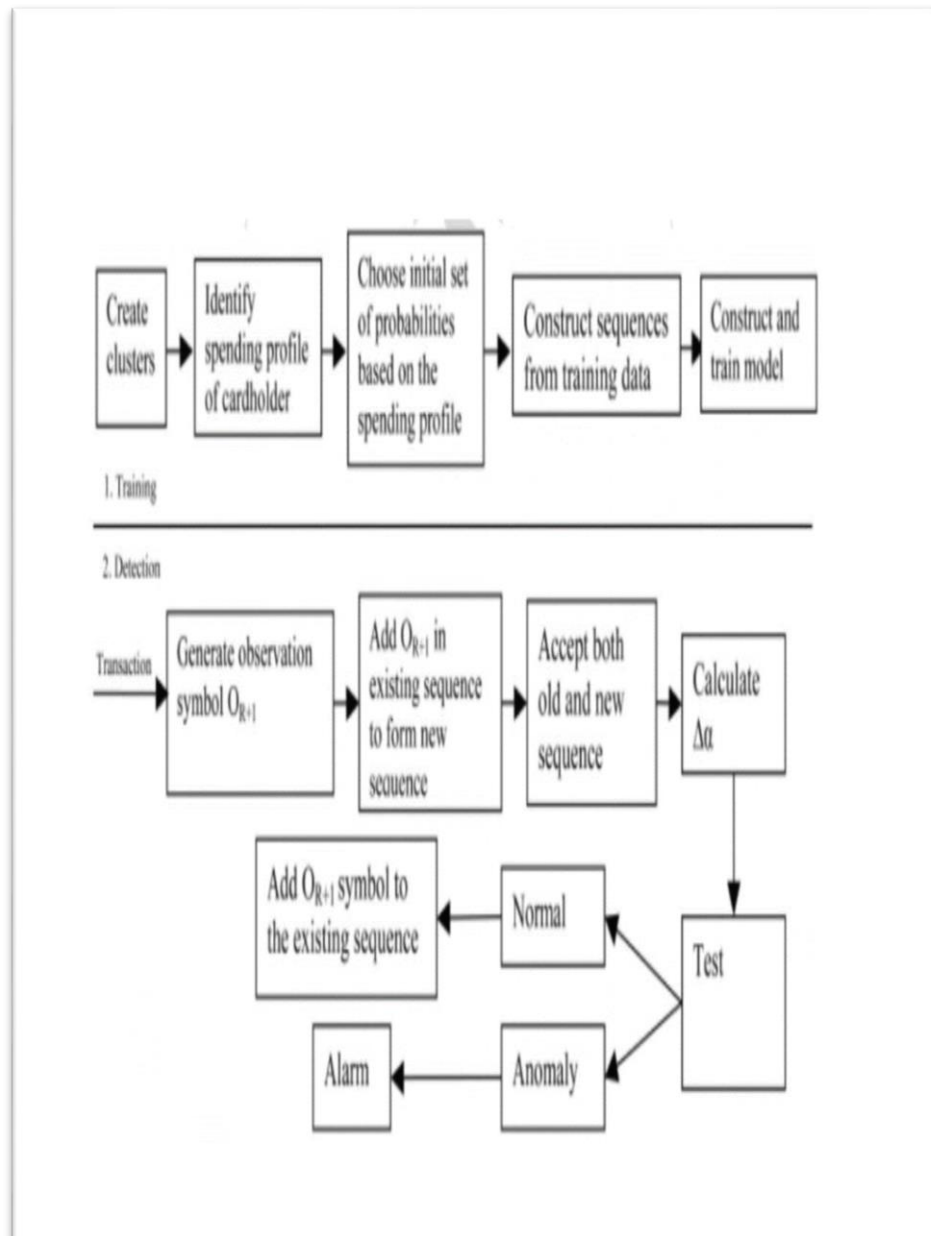 Create
clusters
Identify
spending profile
of cardholder
Choose initial set
of probabilities
based on the
spending profile
Construct sequences
from training data
Construct and
train model
1. Training
2. Detection
Transaction
Generate observation
symbol O_{R+1}
Add O_{R+1} in
existing sequence
to form new
sequence
Accept both
old and new
sequence
Calculate
Δα
Add O_{R+1} symbol to
the existing sequence
Normal
Test
Alarm
Anomaly